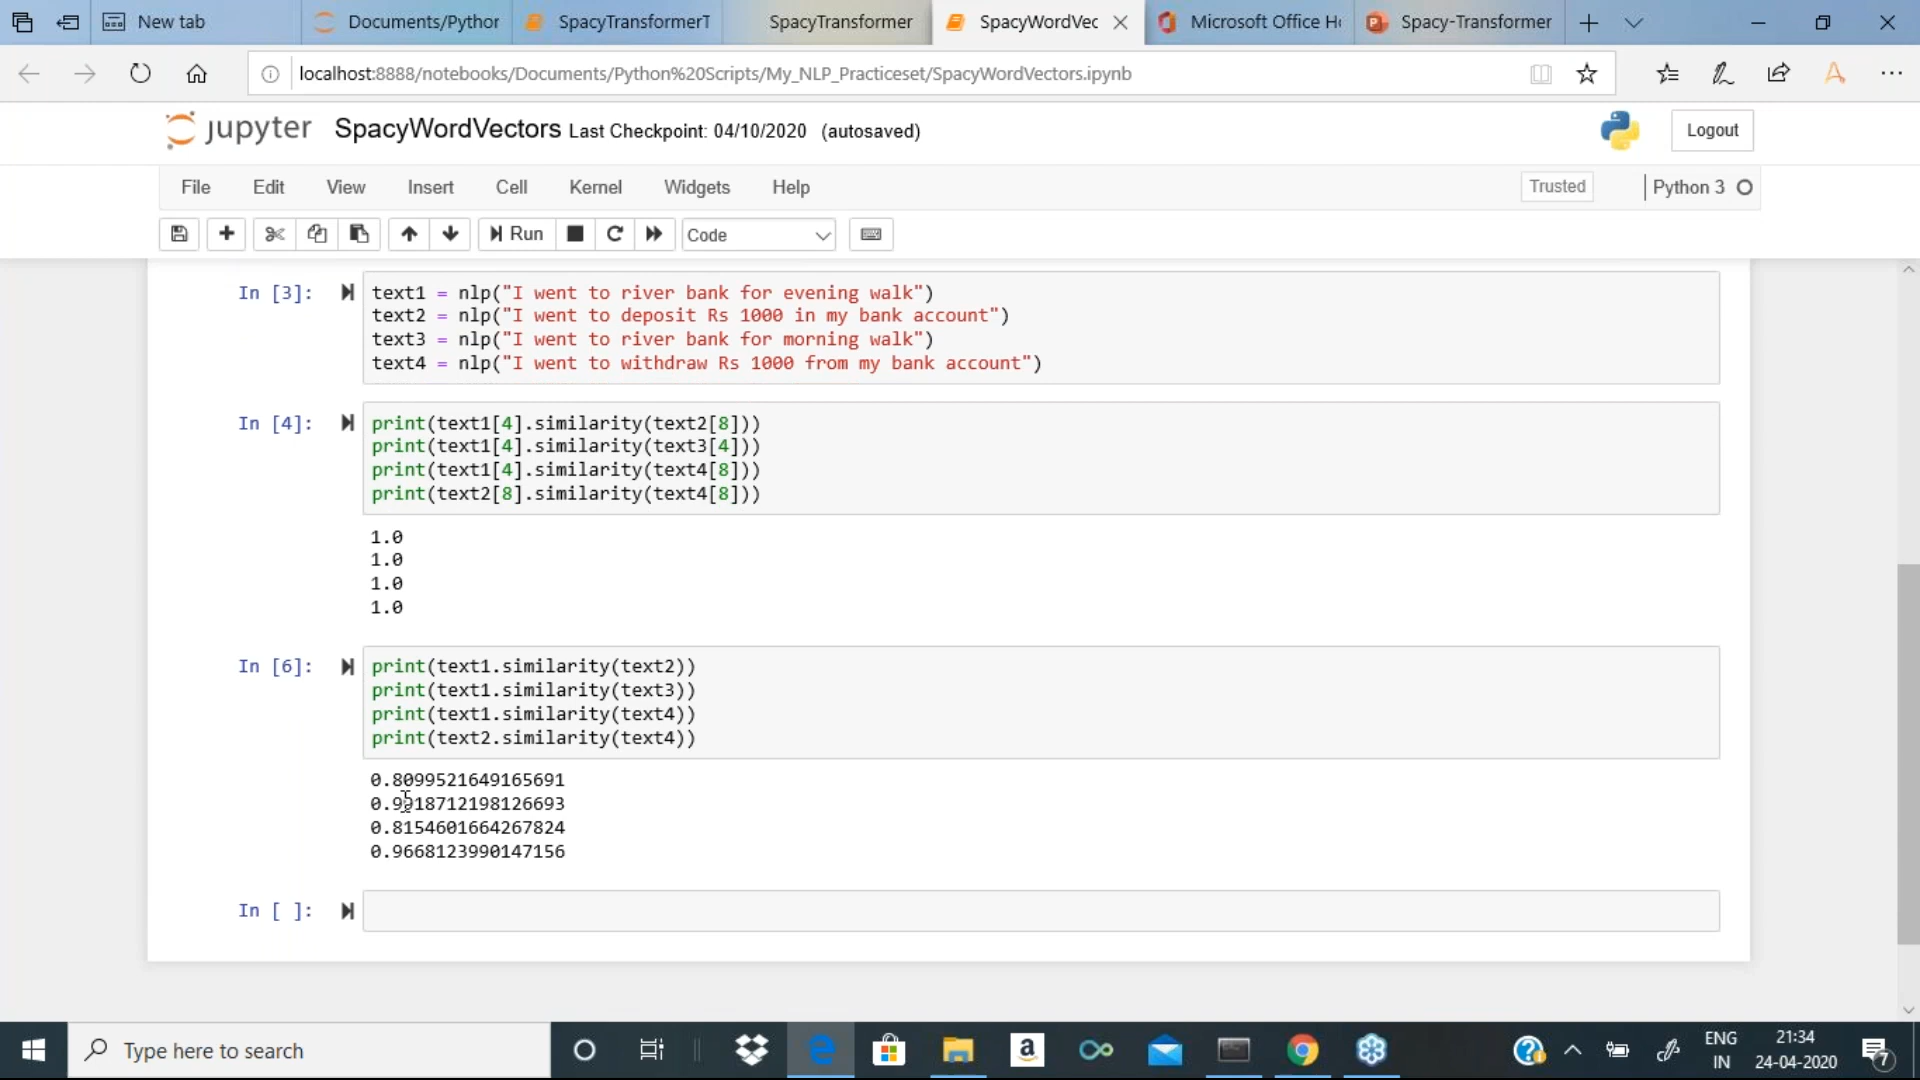 New tab
Documents/Python
SpacyTransformerT
SpacyTransformer
SpacyWordVec
Microsoft Office Ho
Spacy-Transformer
localhost:8888/notebooks/Documents/Python%20Scripts/My_NLP_Practiceset/SpacyWordVectors.ipynb
jupyter SpacyWordVectors Last Checkpoint: 04/10/2020 (autosaved)
Logout
File Edit View Insert Cell Kernel Widgets Help
Trusted
Python 3
Run
Code
In [3]:
text1 = nlp("I went to river bank for evening walk")
text2 = nlp("I went to deposit Rs 1000 in my bank account")
text3 = nlp("I went to river bank for morning walk")
text4 = nlp("I went to withdraw Rs 1000 from my bank account")
In [4]:
print(text1[4].similarity(text2[8]))
print(text1[4].similarity(text3[4]))
print(text1[4].similarity(text4[8]))
print(text2[8].similarity(text4[8]))
1.0
1.0
1.0
1.0
In [6]:
print(text1.similarity(text2))
print(text1.similarity(text3))
print(text1.similarity(text4))
print(text2.similarity(text4))
0.8099521649165691
0.9918712198126693
0.8154601664267824
0.9668123990147156
In [ ]:
Type here to search
a
ENG
IN
21:34
24-04-2020
7